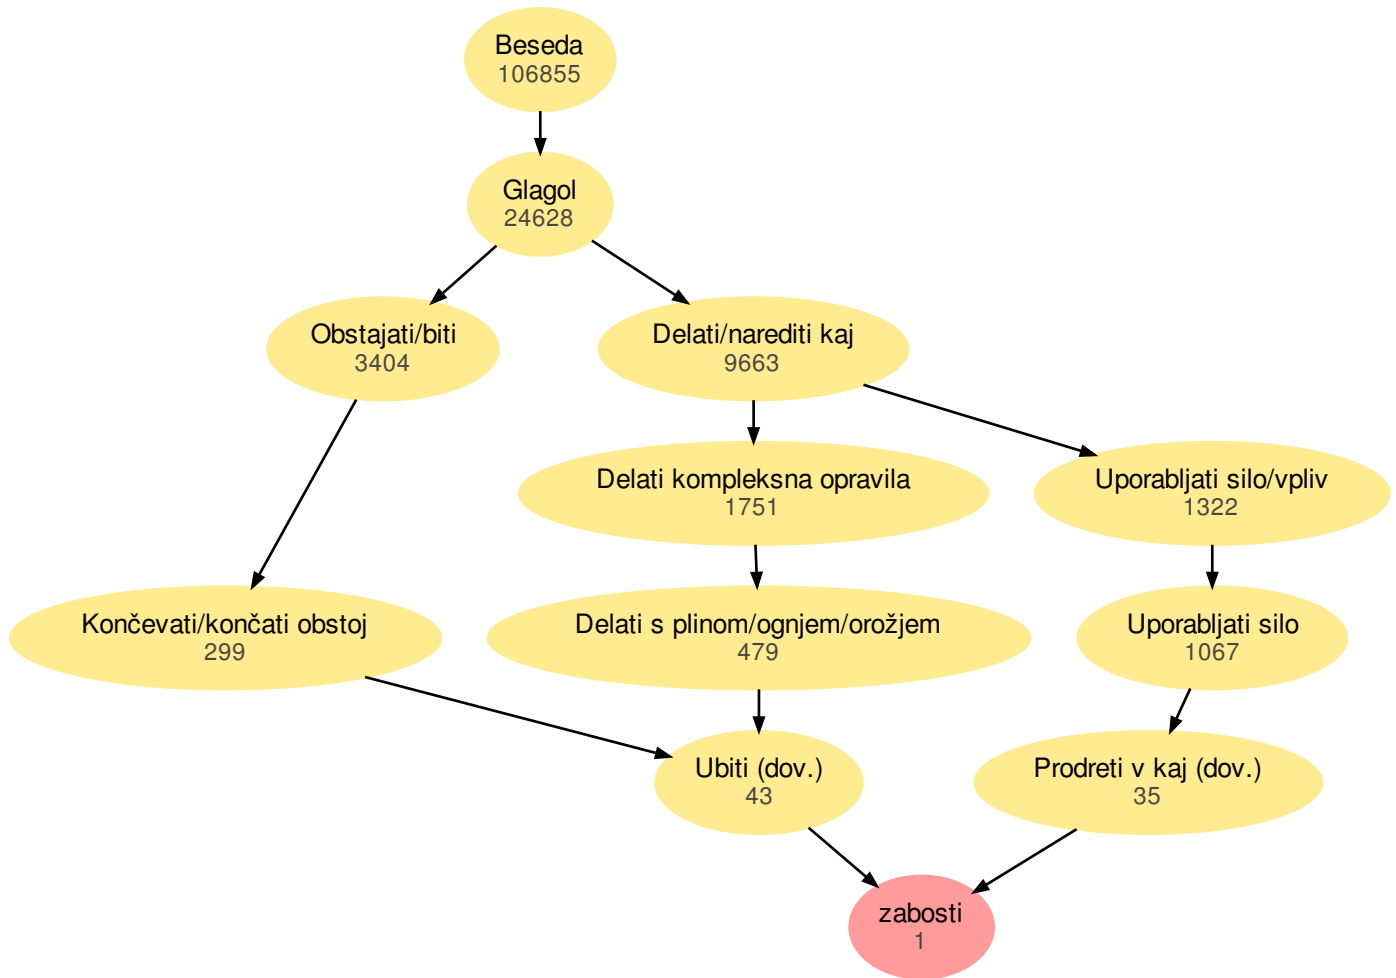 Beseda
106855
Glagol
24628
Obstajati/biti
3404
Delati/narediti kaj
9663
Delati kompleksna opravila
1751
Uporabljati silo/vpliv
1322
Končevati/končati obstoj
299
Delati s plinom/ognjem/orožjem
479
Uporabljati silo
1067
Ubiti (dov.)
43
Prodreti v kaj (dov.)
35
zabosti
1